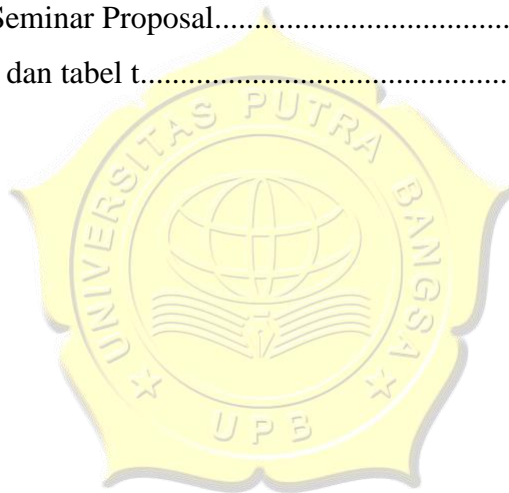 Seminar Proposal.............................................
dan tabel t........................................................
UNIVERSITAS PUTRA BANGSA
UPB